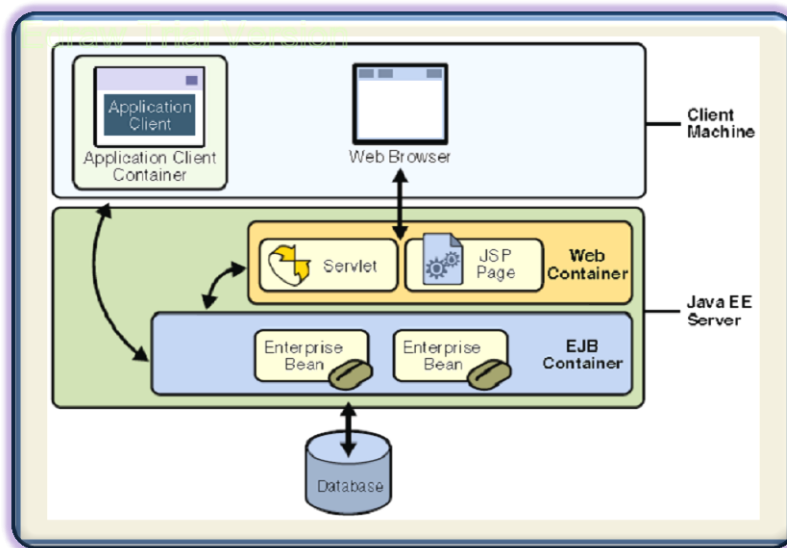 Application
Client
Application Client
Container
Web Browser
Client
Machine
Servlet
JSP
Page
Web
Container
Java EE
Server
Enterprise
Bean
Enterprise
Bean
EJB
Container
Database